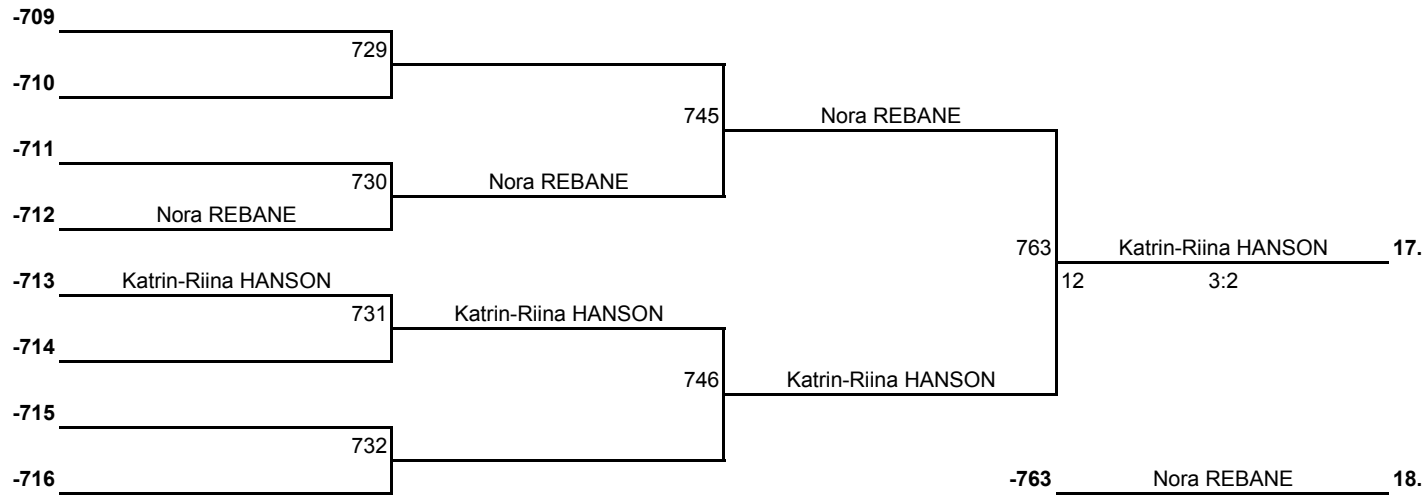 -709
729
-710
745 Nora REBANE
-711
730 Nora REBANE
-712 Nora REBANE
763 Katrin-Riina HANSON 17.
-713 Katrin-Riina HANSON
12 3:2
731 Katrin-Riina HANSON
-714
746 Katrin-Riina HANSON
-715
732
-716
-763 Nora REBANE 18.